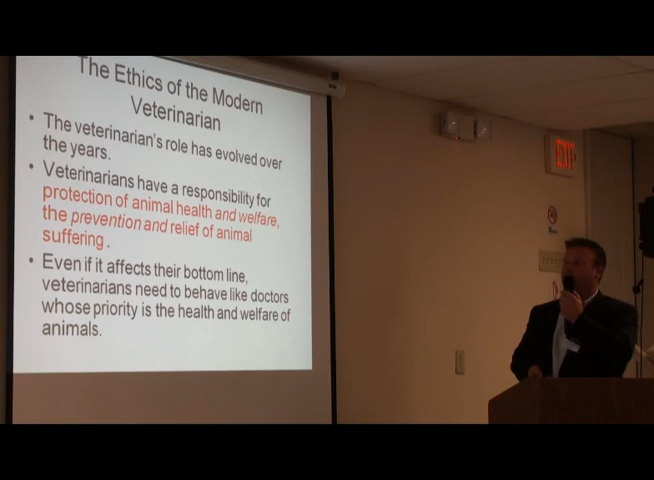 The Ethics of the Modern
Veterinarian
• The veterinarian's role has evolved over
the years.
• Veterinarians have a responsibility for
protection of animal health and welfare,
the prevention and relief of animal
suffering .
• Even if it affects their bottom line,
veterinarians need to behave like doctors
whose priority is the health and welfare of
animals.
EXIT